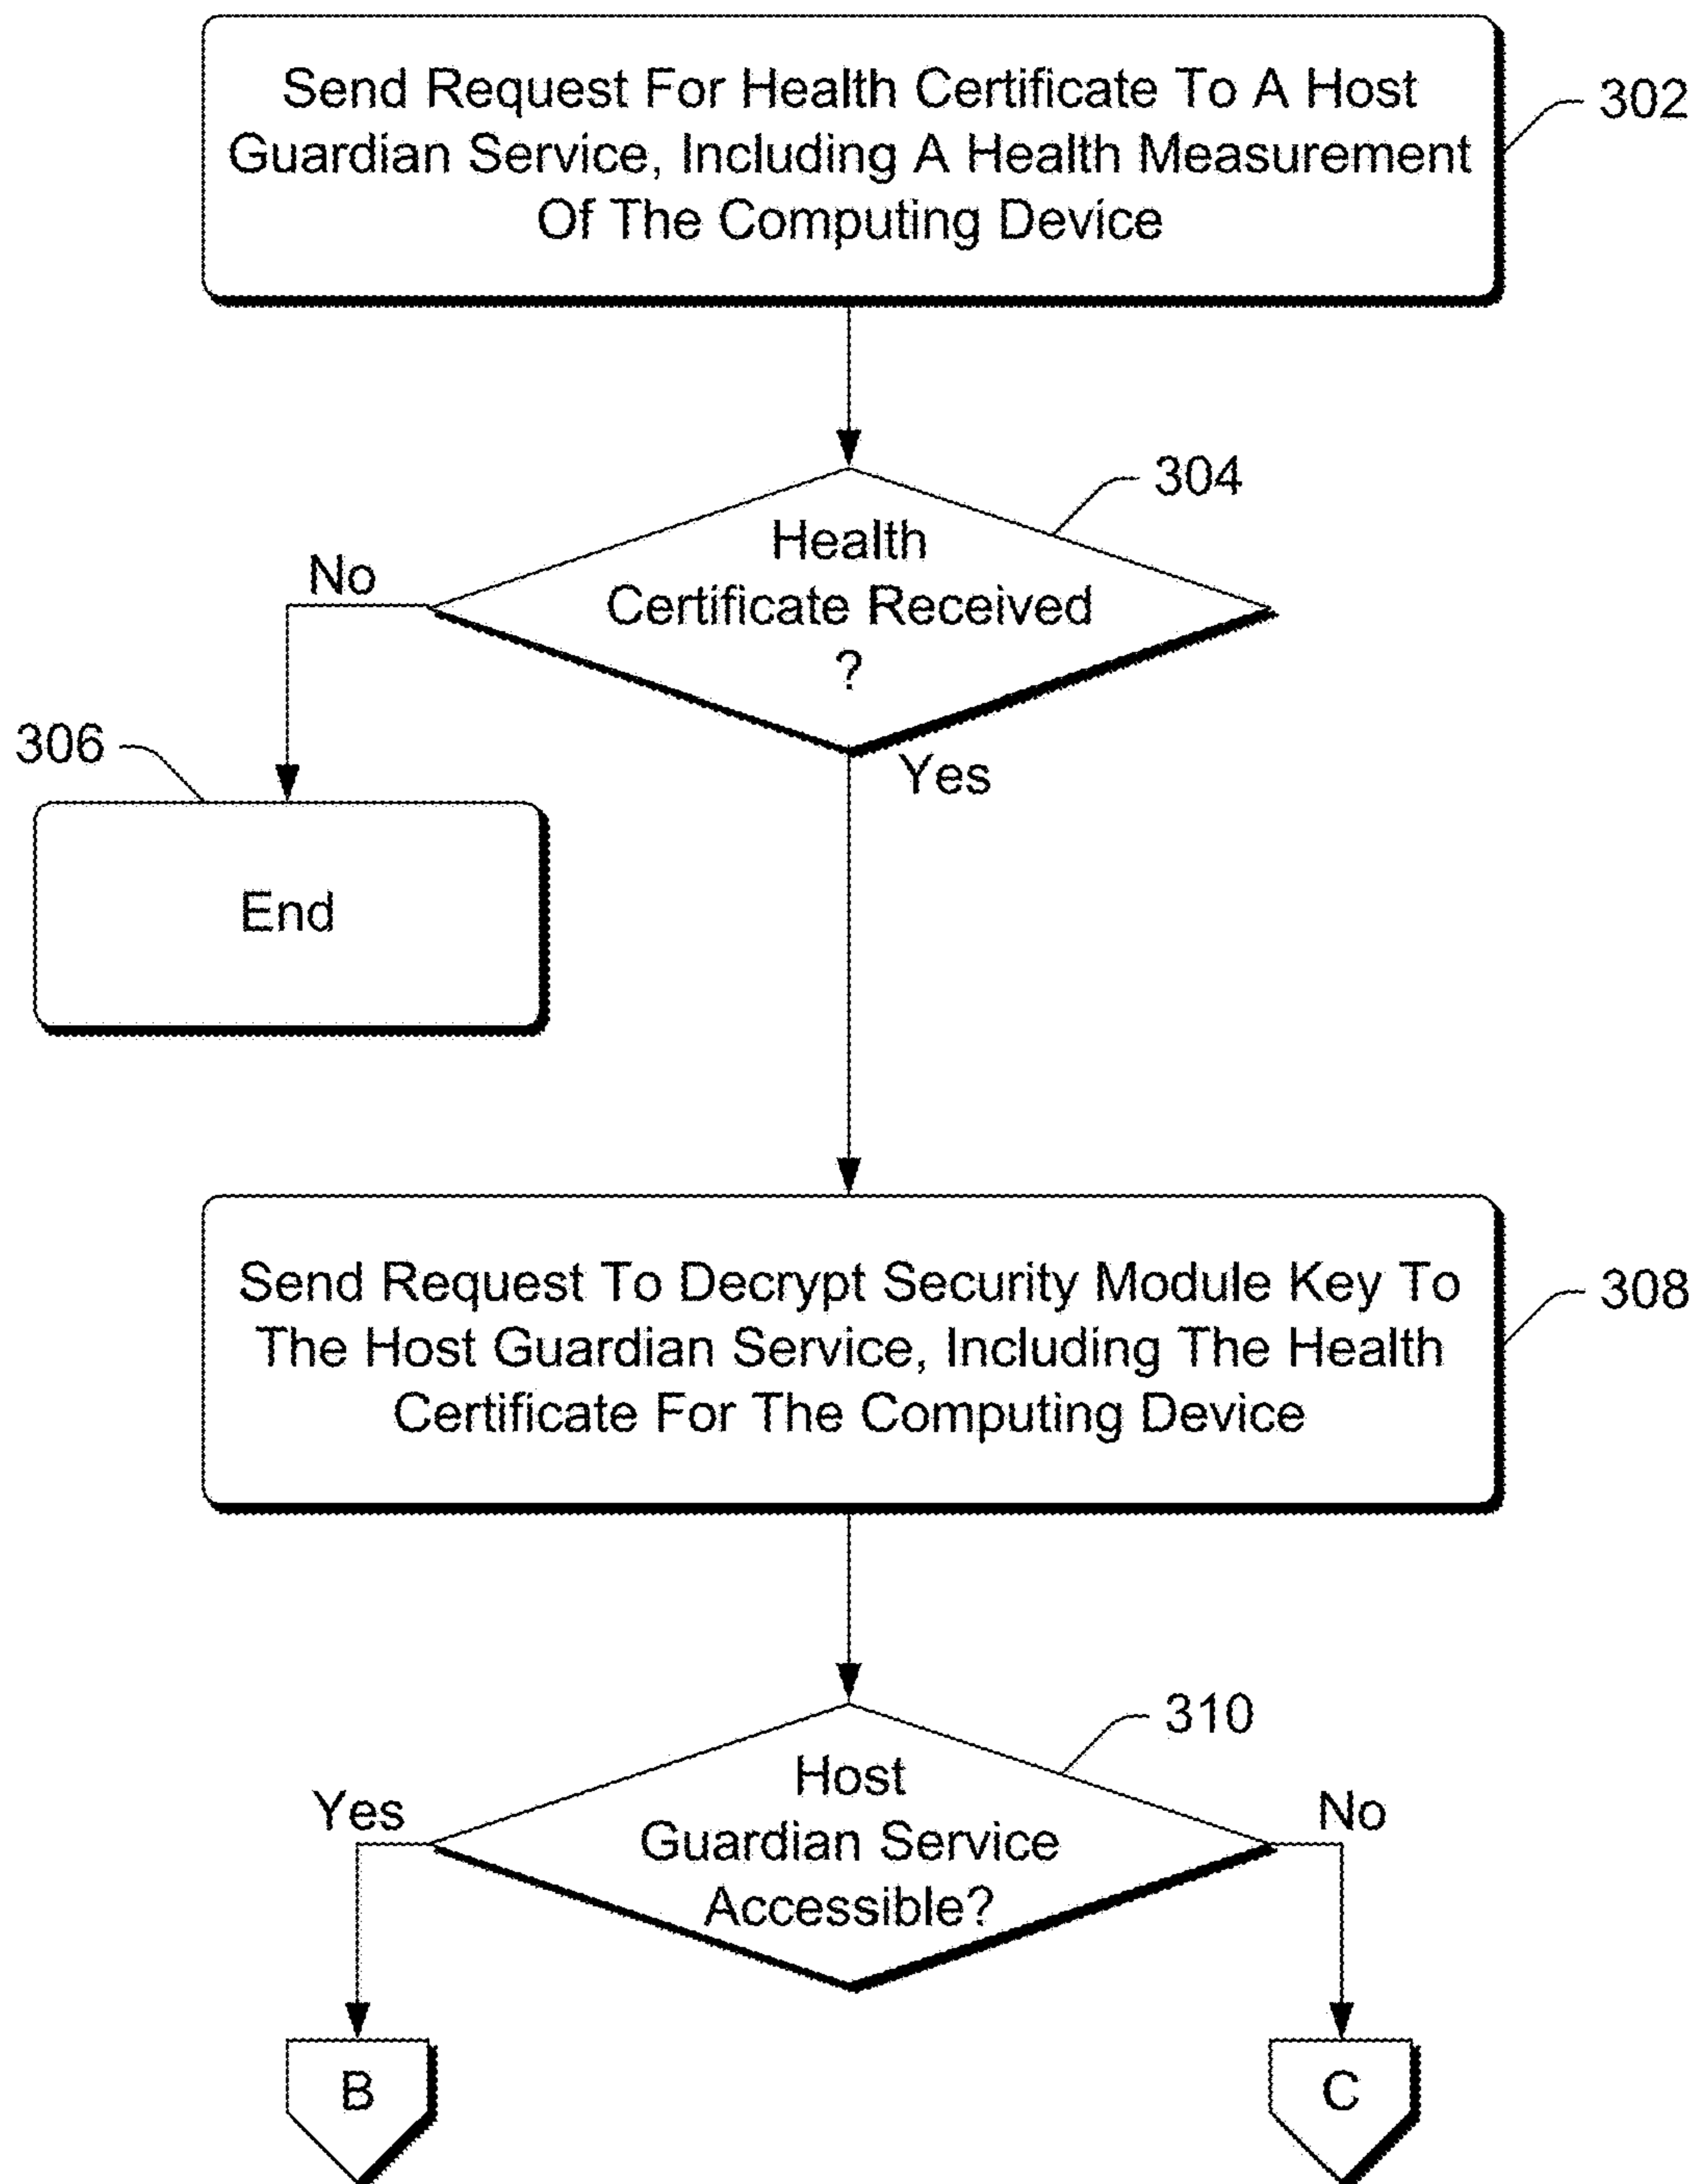 Send Request For Health Certificate To A Host
Guardian Service, Including A Health Measurement
Of The Computing Device
302
304
Health
Certificate Received
?
No
306
Yes
End
Send Request To Decrypt Security Module Key To
The Host Guardian Service, Including The Health
Certificate For The Computing Device
308
310
Host
Guardian Service
Accessible?
Yes
No
B
C